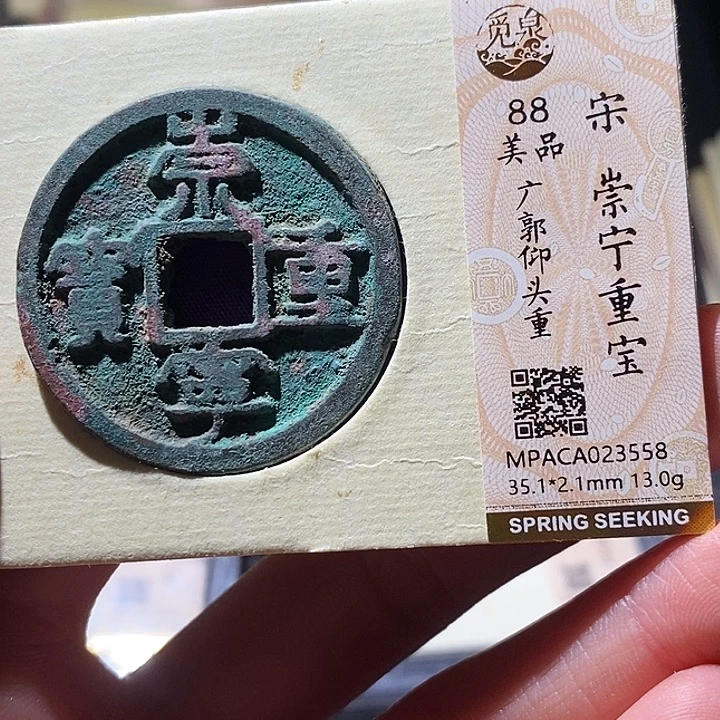 崇
重
寧
寶
觅泉
宋 崇宁重宝
88
美品
广郭仰头重
MPACA023558
35.1*2.1mm 13.0g
SPRING SEEKING